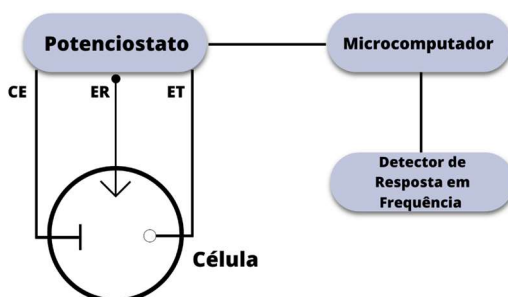 Potenciostato
Microcomputador
CE
ER
ET
Detector de
Resposta em
Frequência
Célula